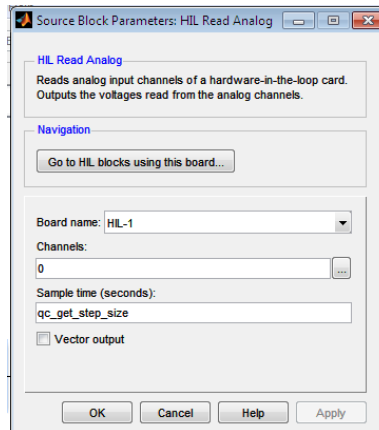 Source Block Parameters: HIL Read Analog
HIL Read Analog
Reads analog input channels of a hardware-in-the-loop card.
Outputs the voltages read from the analog channels.
Navigation
Go to HIL blocks using this board...
Board name: HIL-1
Channels:
0
...
Sample time (seconds):
qc_get_step_size
Vector output
OK Cancel Help Apply